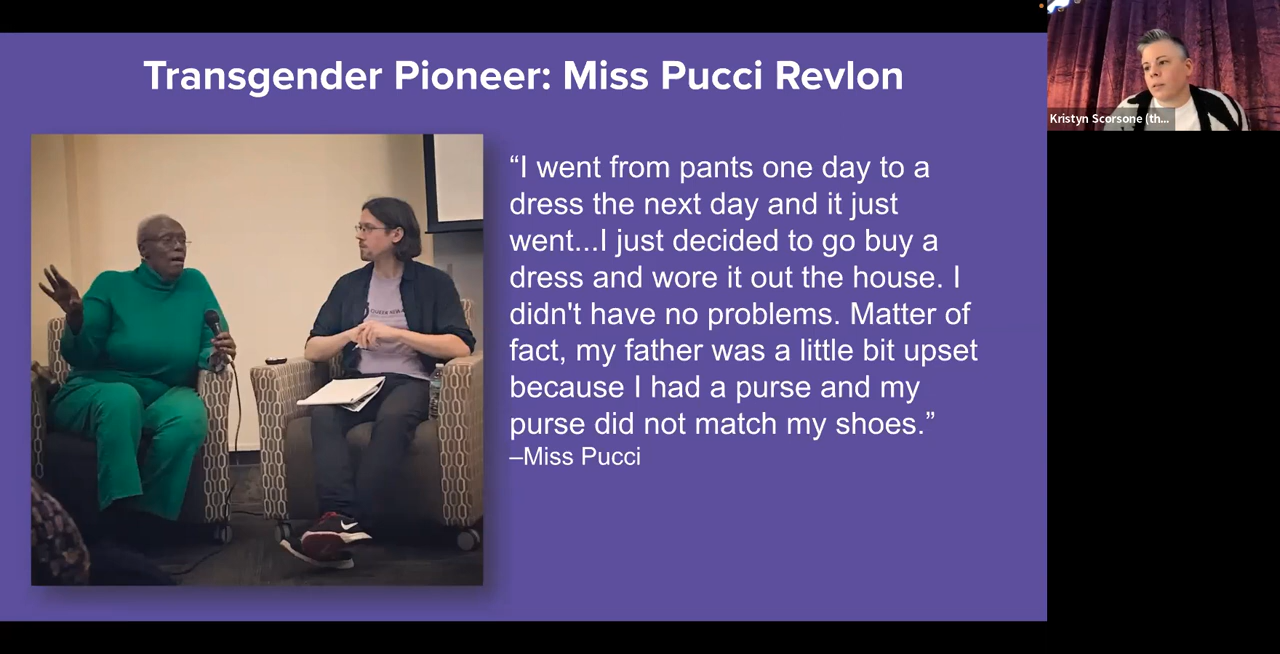 Transgender Pioneer: Miss Pucci Revlon
“I went from pants one day to a
dress the next day and it just
went...I just decided to go buy a
dress and wore it out the house. I
didn't have no problems. Matter of
fact, my father was a little bit upset
because I had a purse and my
purse did not match my shoes.”
–Miss Pucci
Kristyn Scorsone (th...
QUEER